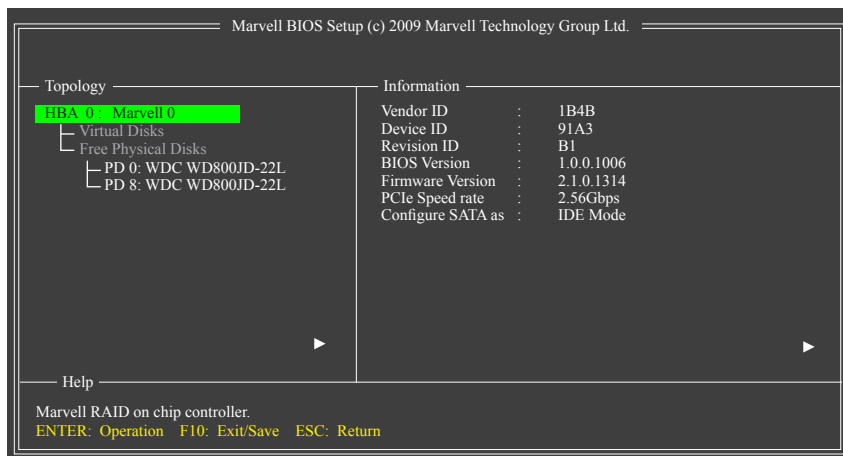 Marvell BIOS Setup (c) 2009 Marvell Technology Group Ltd.
Topology
HBA 0 : Marvell 0
Virtual Disks
Free Physical Disks
PD 0: WDC WD800JD-22L
PD 8: WDC WD800JD-22L
Information
Vendor ID : 1B4B
Device ID : 91A3
Revision ID : B1
BIOS Version : 1.0.0.1006
Firmware Version : 2.1.0.1314
PCIe Speed rate : 2.56Gbps
Configure SATA as : IDE Mode
Help
Marvell RAID on chip controller.
ENTER: Operation F10: Exit/Save ESC: Return